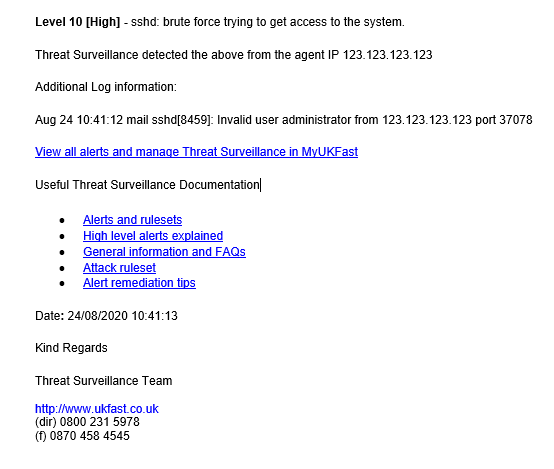 Level 10 [High] - sshd: brute force trying to get access to the system.
Threat Surveillance detected the above from the agent IP 123.123.123.123
Additional Log information:
Aug 24 10:41:12 mail sshd[8459]: Invalid user administrator from 123.123.123.123 port 37078
View all alerts and manage Threat Surveillance in MyUKFast
Useful Threat Surveillance Documentation
• Alerts and rulesets
• High level alerts explained
• General information and FAQs
• Attack ruleset
• Alert remediation tips
Date: 24/08/2020 10:41:13
Kind Regards
Threat Surveillance Team
http://www.ukfast.co.uk
(dir) 0800 231 5978
(f) 0870 458 4545